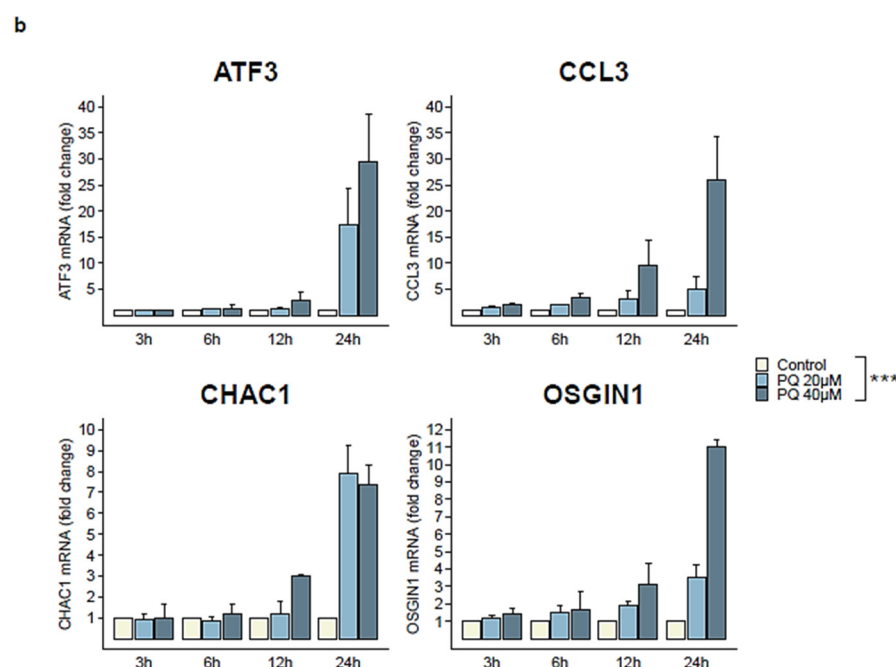 b
ATF3
CCL3
ATF3 mRNA (fold change)
40
35
30
25
20
15
10
5
3h 6h 12h 24h
CCL3 mRNA (fold change)
40
35
30
25
20
15
10
5
3h 6h 12h 24h
Control
PQ 20µM
PQ 40µM
***
CHAC1
OSGIN1
CHAC1 mRNA (fold change)
10
9
8
7
6
5
4
3
2
1
3h 6h 12h 24h
OSGIN1 mRNA (fold change)
12
11
10
9
8
7
6
5
4
3
2
1
3h 6h 12h 24h